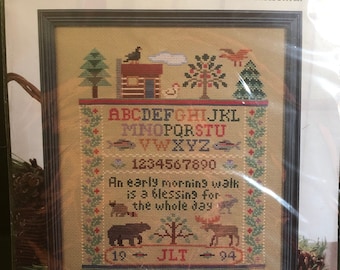 ABCDEFGHIJKL
MNOPQRSTU
VWXYZ
1234567890
An early morning walk
is a blessing for
the whole day
19 JLT 94